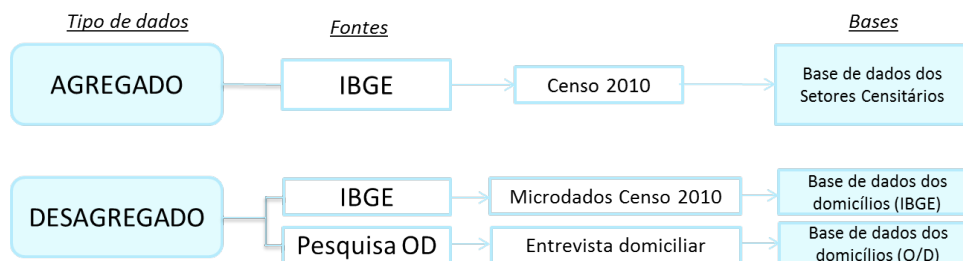 Tipo de dados
Fontes
Bases
AGREGADO
IBGE
Censo 2010
Base de dados dos
Setores Censitários
DESAGREGADO
IBGE
Microdados Censo 2010
Base de dados dos
domicílios (IBGE)
Pesquisa OD
Entrevista domiciliar
Base de dados dos
domicílios (O/D)